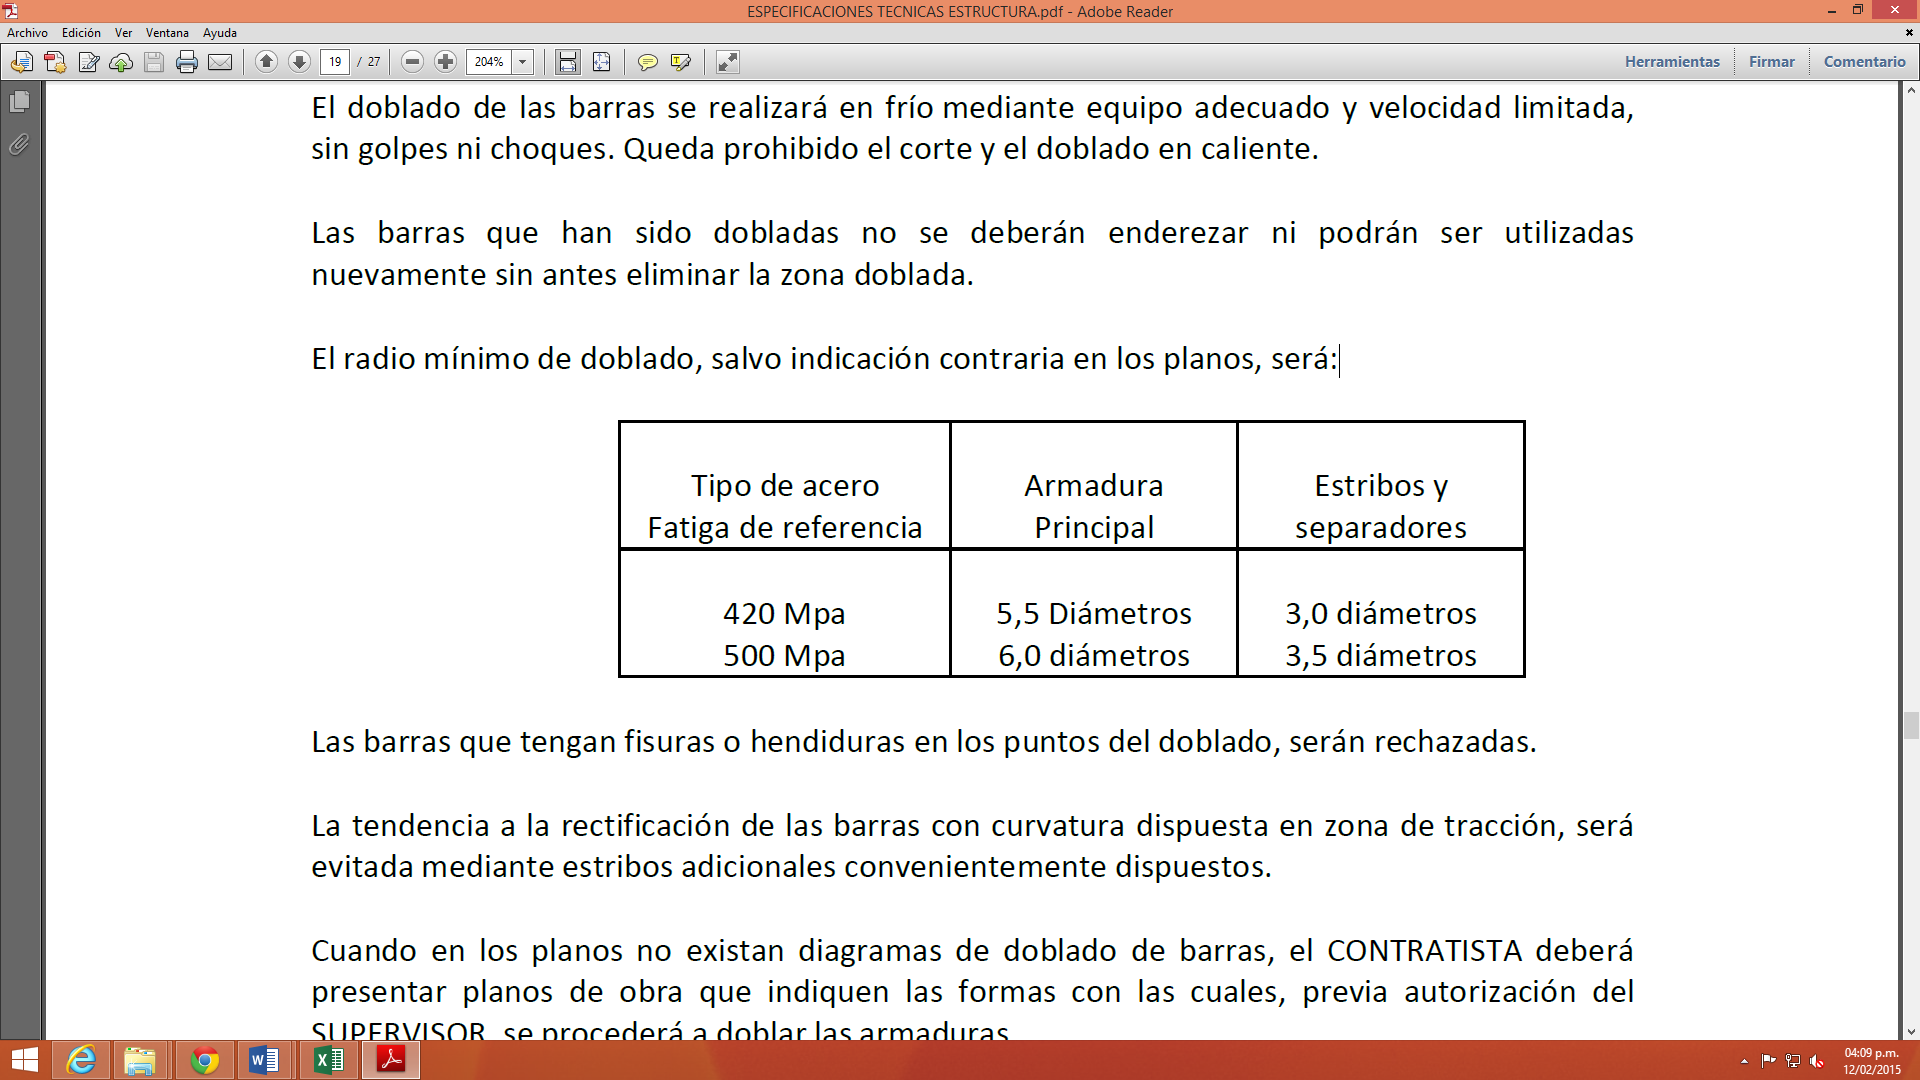 ESPECIFICACIONES TECNICAS ESTRUCTURA.pdf - Adobe Reader
Archivo Edición Ver Ventana Ayuda
19 / 27 204% Herramientas Firmar Comentario
El doblado de las barras se realizará en frío mediante equipo adecuado y velocidad limitada,
sin golpes ni choques. Queda prohibido el corte y el doblado en caliente.
Las barras que han sido dobladas no se deberán enderezar ni podrán ser utilizadas
nuevamente sin antes eliminar la zona doblada.
El radio mínimo de doblado, salvo indicación contraria en los planos, será:
Tipo de acero Armadura Estribos y
Fatiga de referencia Principal separadores
420 Mpa 5,5 Diámetros 3,0 diámetros
500 Mpa 6,0 diámetros 3,5 diámetros
Las barras que tengan fisuras o hendiduras en los puntos del doblado, serán rechazadas.
La tendencia a la rectificación de las barras con curvatura dispuesta en zona de tracción, será
evitada mediante estribos adicionales convenientemente dispuestos.
Cuando en los planos no existan diagramas de doblado de barras, el CONTRATISTA deberá
presentar planos de obra que indiquen las formas con las cuales, previa autorización del
SUPERVISOR, se procederá a doblar las armaduras
04:09 p.m.
12/02/2015